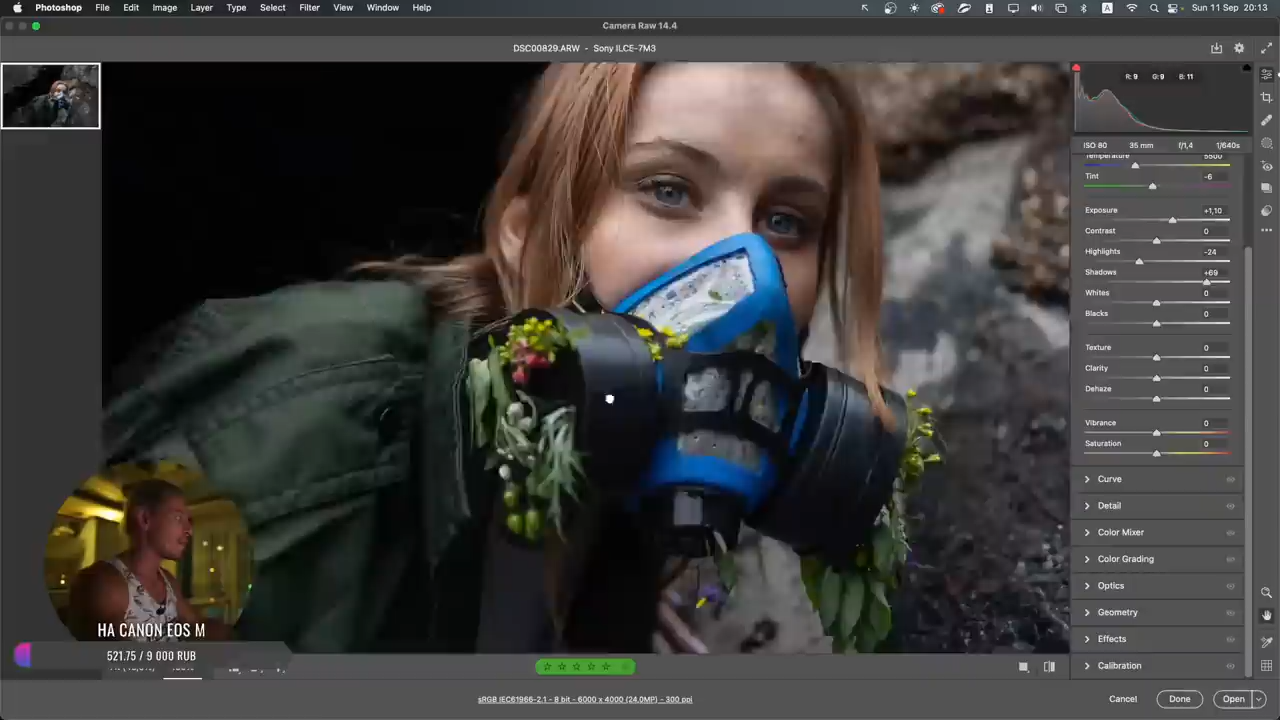 Photoshop File Edit Image Layer Type Select Filter View Window Help
A Sun 11 Sep 20:13
Camera Raw 14.4
DSC00829.ARW - Sony ILCE-7M3
R: 9 G: 9 B: 11
ISO 80 35 mm f/1,4 1/640s
Temperature 5500
Tint -6
Exposure +1,10
Contrast 0
Highlights -24
Shadows +69
Whites 0
Blacks 0
Texture 0
Clarity 0
Dehaze 0
Vibrance 0
Saturation 0
Curve
Detail
Color Mixer
Color Grading
Optics
Geometry
Effects
Calibration
НА CANON EOS M
521.75 / 9 000 RUB
sRGB IEC61966-2.1 - 8 bit - 6000 x 4000 (24.0MP) - 300 ppi
Cancel Done Open